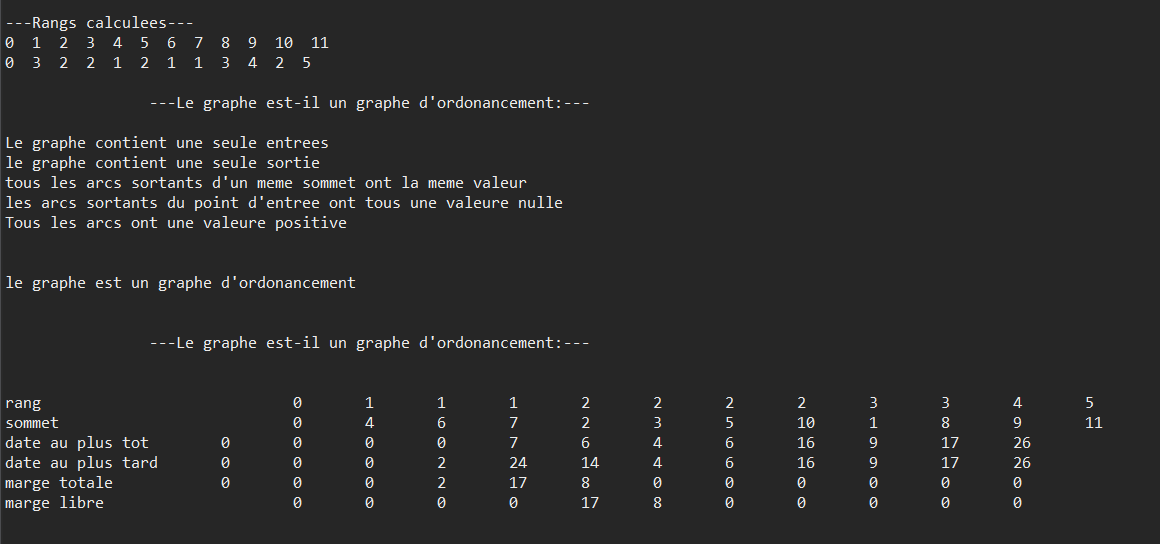 ---Rangs calculees---
0 1 2 3 4 5 6 7 8 9 10 11
0 3 2 2 1 2 1 1 3 4 2 5
---Le graphe est-il un graphe d'ordonancement:---
Le graphe contient une seule entrees
le graphe contient une seule sortie
tous les arcs sortants d'un meme sommet ont la meme valeur
les arcs sortants du point d'entree ont tous une valeure nulle
Tous les arcs ont une valeure positive
le graphe est un graphe d'ordonancement
---Le graphe est-il un graphe d'ordonancement:---
rang 0 1 1 1 2 2 2 2 3 3 4 5
sommet 0 4 6 7 2 3 5 10 1 8 9 11
date au plus tot 0 0 0 0 7 6 4 6 16 9 17 26
date au plus tard 0 0 0 2 24 14 4 6 16 9 17 26
marge totale 0 0 0 2 17 8 0 0 0 0 0 0
marge libre 0 0 0 0 17 8 0 0 0 0 0